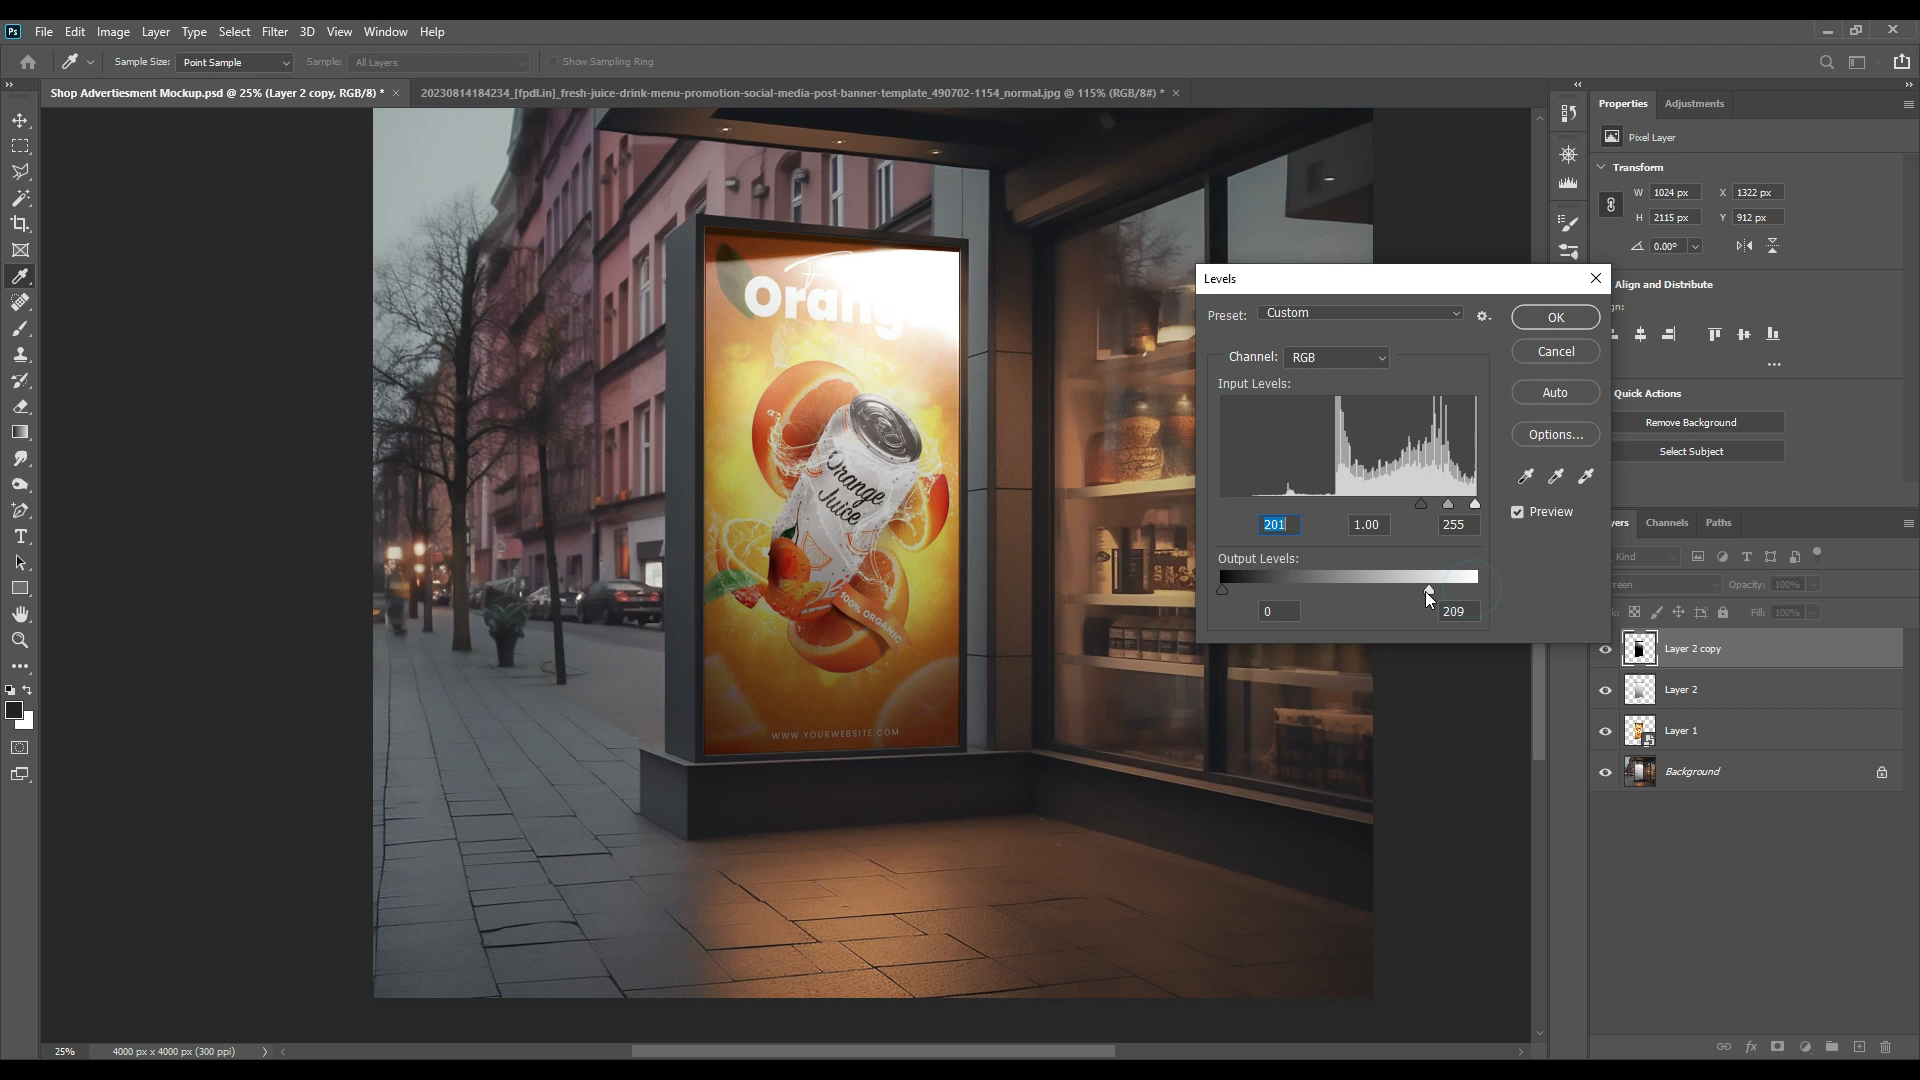 Ps File Edit Image Layer Type Select Filter 3D View Window Help
Sample Size: Point Sample Sample: All Layers Show Sampling Ring
Shop Advertiesment Mockup.psd @ 25% (Layer 2 copy, RGB/8) * × 20230814184234_[fpdl.in]_fresh-juice-drink-menu-promotion-social-media-post-banner-template_490702-1154_normal.jpg @ 115% (RGB/8#) * ×
Properties Adjustments
Pixel Layer
Transform
W 1024 px X 1322 px
H 2115 px Y 912 px
0.00°
Align and Distribute
gn:
Quick Actions
Remove Background
Select Subject
Levels
Preset: Custom
OK
Cancel
Channel: RGB
Input Levels:
Auto
Options...
Preview
201 1.00 255
Output Levels:
0 209
Orang
Orange
Juice
100% ORGANIC
WWW.YOURWEBSITE.COM
yers Channels Paths
Kind
reen Opacity: 100%
Fill: 100%
Layer 2 copy
Layer 2
Layer 1
Background
fx
25% 4000 px x 4000 px (300 ppi)